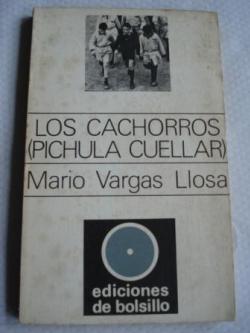 LOS CACHORROS
(PICHULA CUELLAR)
Mario Vargas Llosa
ediciones
de bolsillo